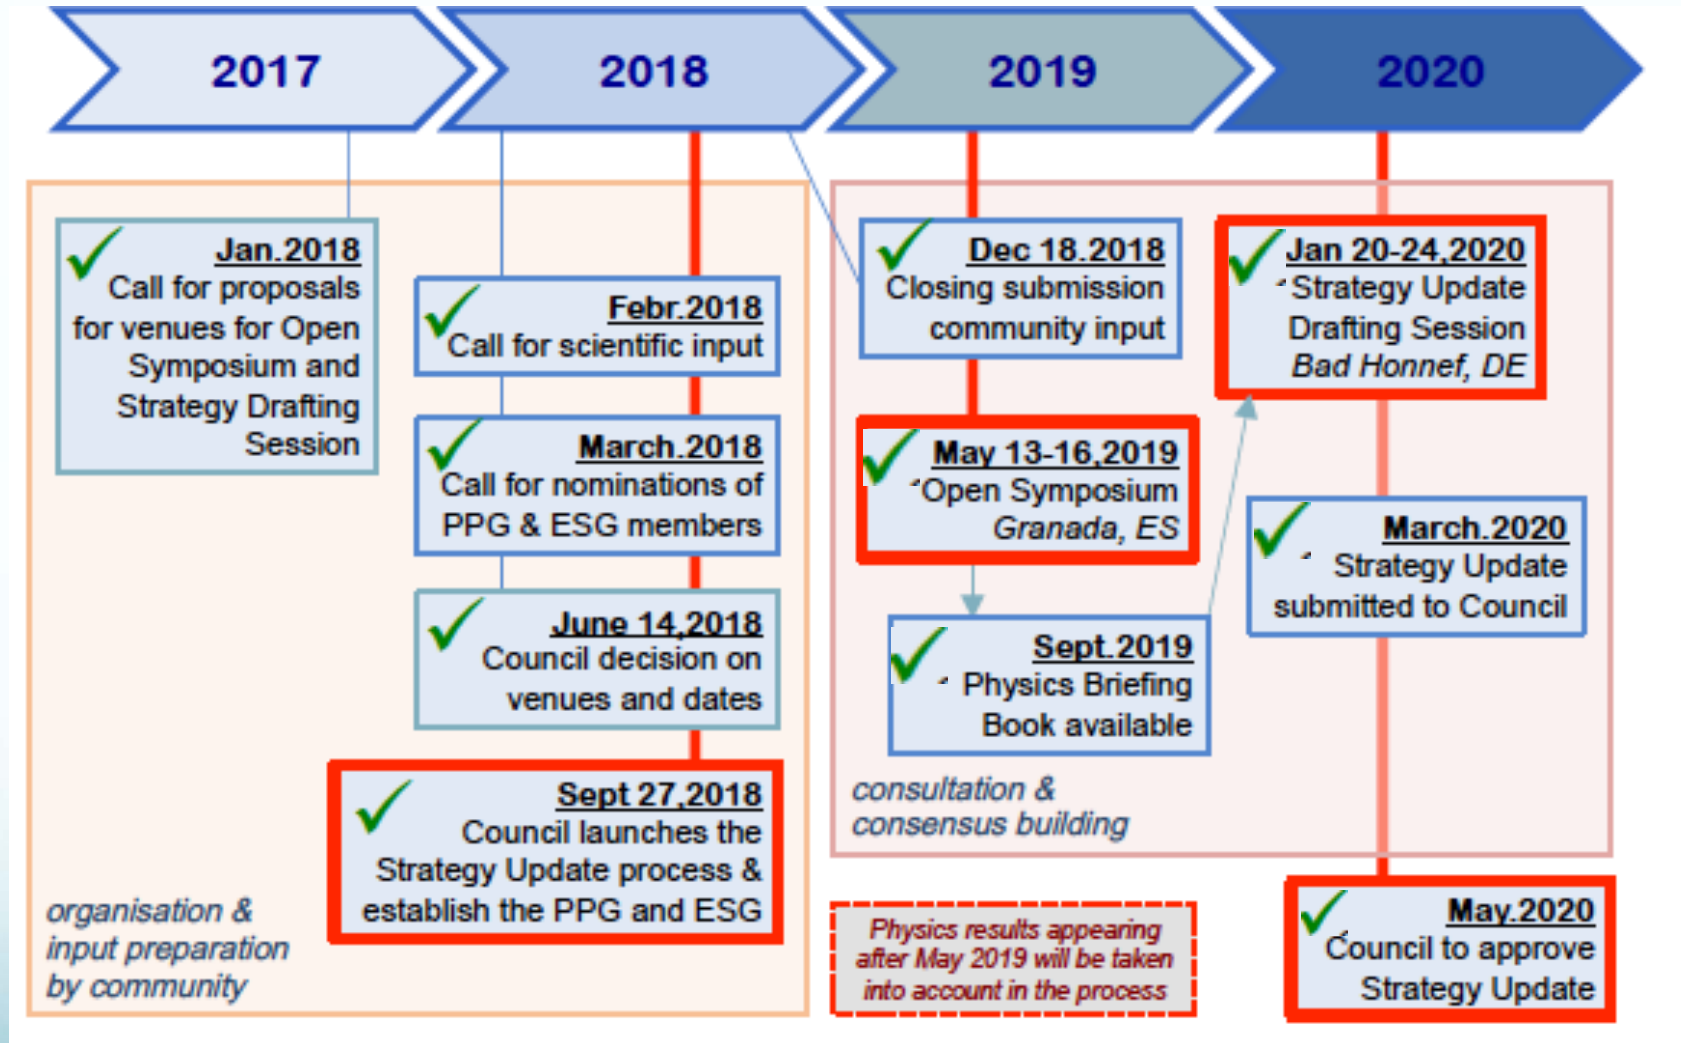 2017
2018
2019
2020
Jan.2018
Call for proposals
for venues for Open
Symposium and
Strategy Drafting
Session
Febr.2018
Call for scientific input
March.2018
Call for nominations of
PPG & ESG members
June 14,2018
Council decision on
venues and dates
Sept 27,2018
Council launches the
Strategy Update process &
establish the PPG and ESG
organisation &
input preparation
by community
Dec 18.2018
Closing submission
community input
May 13-16,2019
Open Symposium
Granada, ES
Sept.2019
Physics Briefing
Book available
consultation &
consensus building
Jan 20-24,2020
Strategy Update
Drafting Session
Bad Honnef, DE
March.2020
Strategy Update
submitted to Council
Physics results appearing
after May 2019 will be taken
into account in the process
May.2020
Council to approve
Strategy Update